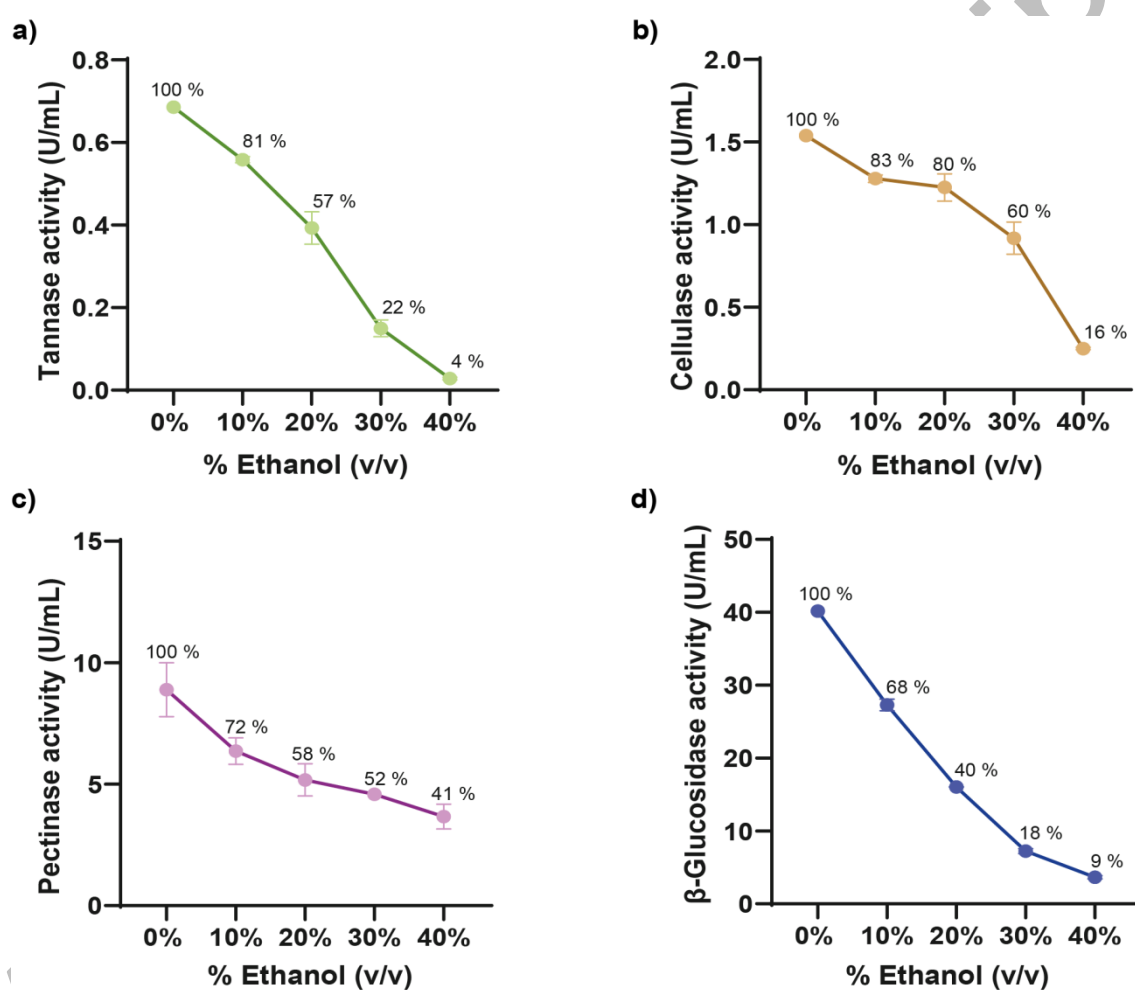 a)
Tannase activity (U/mL)
0.8
0.6
0.4
0.2
0.0
100 %
81 %
57 %
22 %
4 %
0% 10% 20% 30% 40%
% Ethanol (v/v)
b)
Cellulase activity (U/mL)
2.0
1.5
1.0
0.5
0.0
100 %
83 %
80 %
60 %
16 %
0% 10% 20% 30% 40%
% Ethanol (v/v)
c)
Pectinase activity (U/mL)
15
10
5
0
100 %
72 %
58 %
52 %
41 %
0% 10% 20% 30% 40%
% Ethanol (v/v)
d)
β-Glucosidase activity (U/mL)
50
40
30
20
10
0
100 %
68 %
40 %
18 %
9 %
0% 10% 20% 30% 40%
% Ethanol (v/v)